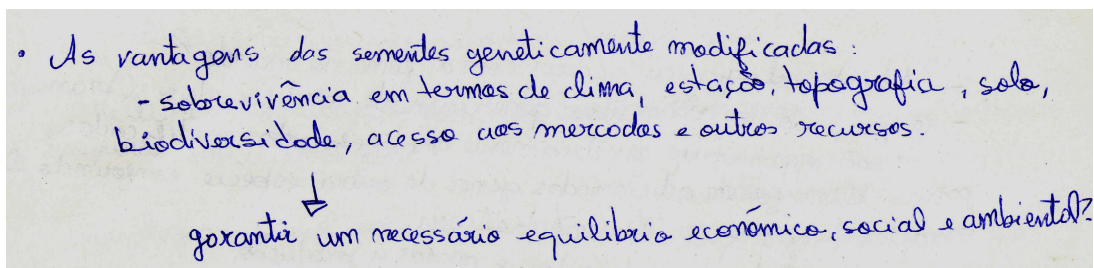 • As vantagens das sementes geneticamente modificadas:
- sobrevivência em termos de clima, estação, topografia, solo,
biodiversidade, acesso aos mercados e outros recursos.
↓
garantir um necessário equilibrio económico, social e ambiental?